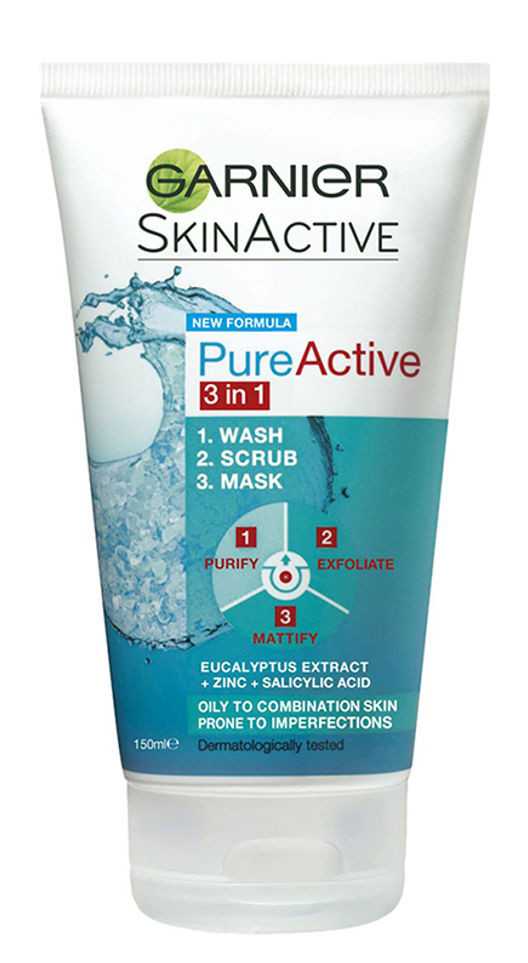 GARNIER
SKINACTIVE
NEW FORMULA
PureActive
3 in 1
1. WASH
2. SCRUB
3. MASK
1 2
PURIFY EXFOLIATE
3
MATTIFY
EUCALYPTUS EXTRACT
+ ZINC + SALICYLIC ACID
OILY TO COMBINATION SKIN
PRONE TO IMPERFECTIONS
150ml℮ Dermatologically tested